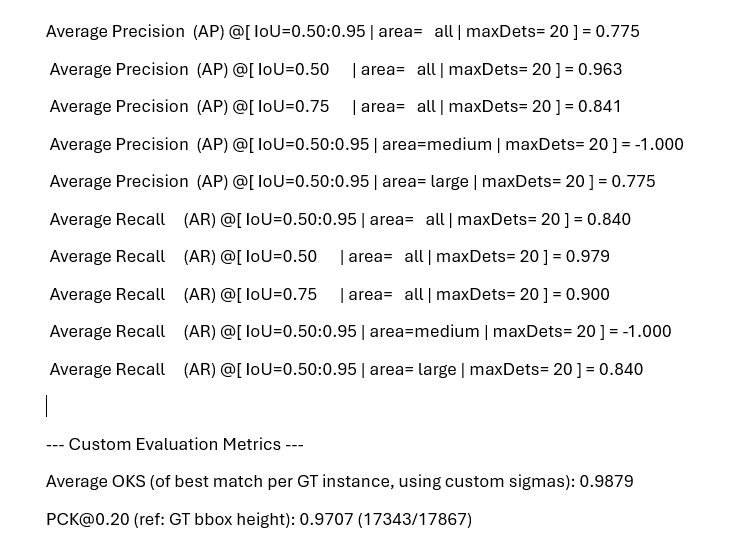 Average Precision  (AP) @[ IoU=0.50:0.95 | area=   all | maxDets= 20 ] = 0.775
Average Precision  (AP) @[ IoU=0.50      | area=   all | maxDets= 20 ] = 0.963
Average Precision  (AP) @[ IoU=0.75      | area=   all | maxDets= 20 ] = 0.841
Average Precision  (AP) @[ IoU=0.50:0.95 | area=medium | maxDets= 20 ] = -1.000
Average Precision  (AP) @[ IoU=0.50:0.95 | area= large | maxDets= 20 ] = 0.775
Average Recall     (AR) @[ IoU=0.50:0.95 | area=   all | maxDets= 20 ] = 0.840
Average Recall     (AR) @[ IoU=0.50      | area=   all | maxDets= 20 ] = 0.979
Average Recall     (AR) @[ IoU=0.75      | area=   all | maxDets= 20 ] = 0.900
Average Recall     (AR) @[ IoU=0.50:0.95 | area=medium | maxDets= 20 ] = -1.000
Average Recall     (AR) @[ IoU=0.50:0.95 | area= large | maxDets= 20 ] = 0.840
--- Custom Evaluation Metrics ---
Average OKS (of best match per GT instance, using custom sigmas): 0.9879
PCK@0.20 (ref: GT bbox height): 0.9707 (17343/17867)